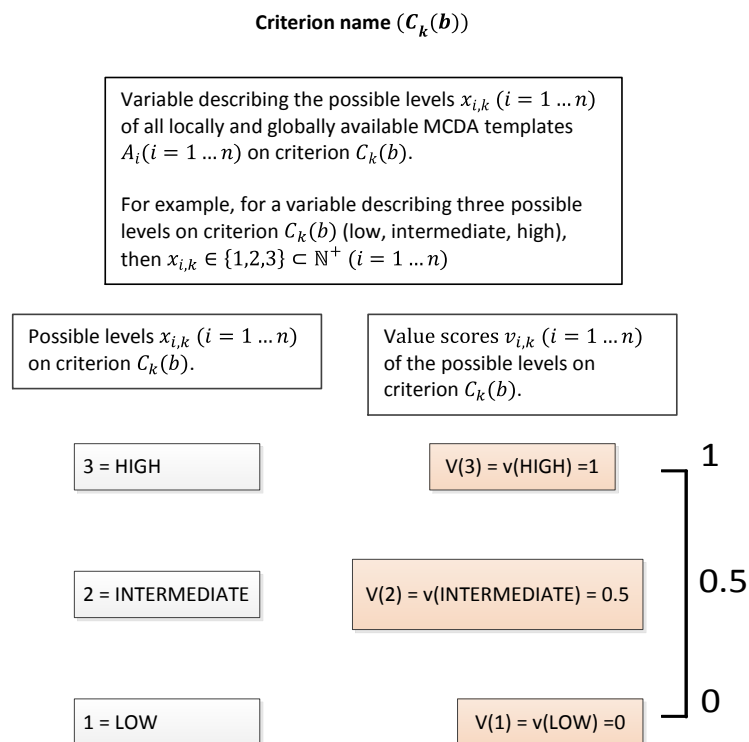 Criterion name (C_k(b))
Variable describing the possible levels x_{i,k} (i = 1 … n)
of all locally and globally available MCDA templates
A_i(i = 1 … n) on criterion C_k(b).
For example, for a variable describing three possible
levels on criterion C_k(b) (low, intermediate, high),
then x_{i,k} ∈ {1,2,3} ⊂ ℕ⁺ (i = 1 … n)
Possible levels x_{i,k} (i = 1 … n)
on criterion C_k(b).
Value scores v_{i,k} (i = 1 … n)
of the possible levels on
criterion C_k(b).
3 = HIGH
V(3) = v(HIGH) =1
1
2 = INTERMEDIATE
V(2) = v(INTERMEDIATE) = 0.5
0.5
1 = LOW
V(1) = v(LOW) =0
0